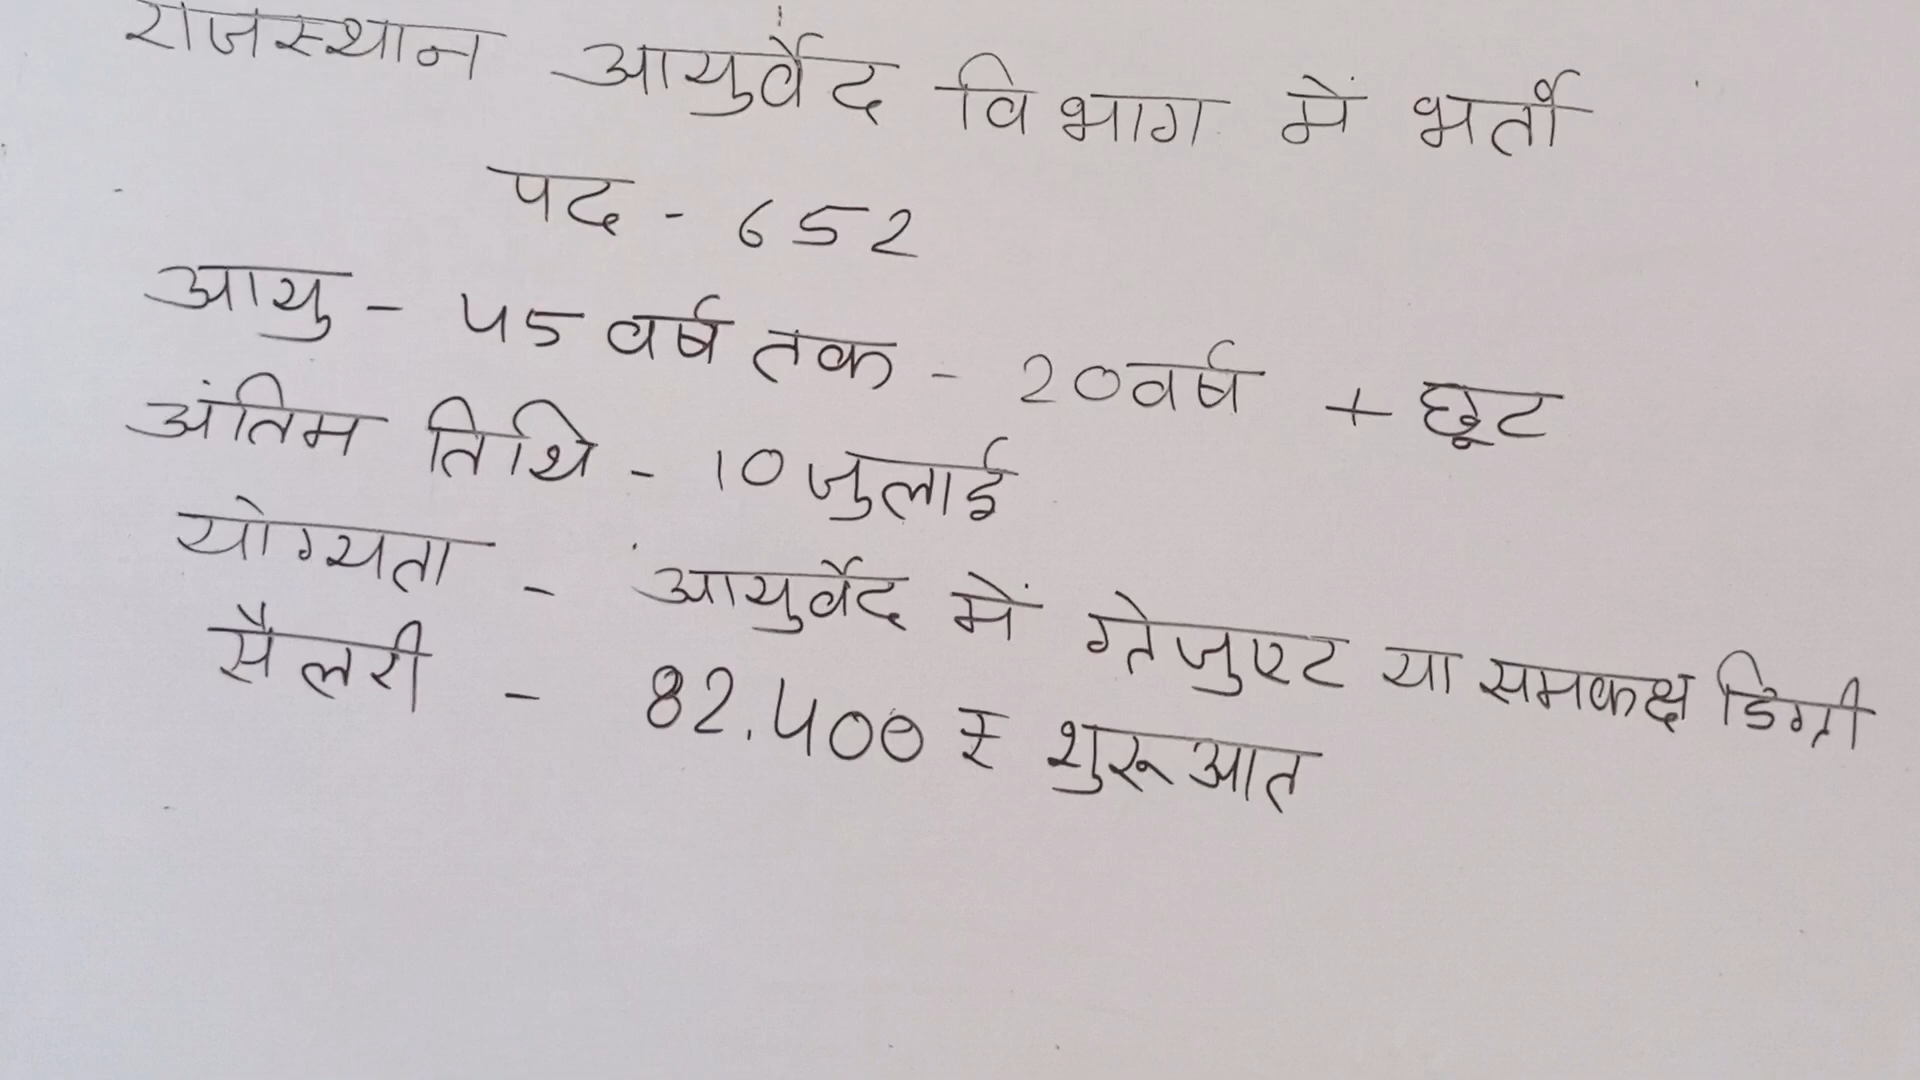 राजस्थान आयुर्वेद विभाग में भर्ती
पद - 652
आयु - 45 वर्ष तक - 20 वर्ष + छूट
अंतिम तिथि - 10 जुलाई
योग्यता - आयुर्वेद में ग्रेजुएट या समकक्ष डिग्री
सैलरी - 82.400 ₹ शुरूआत